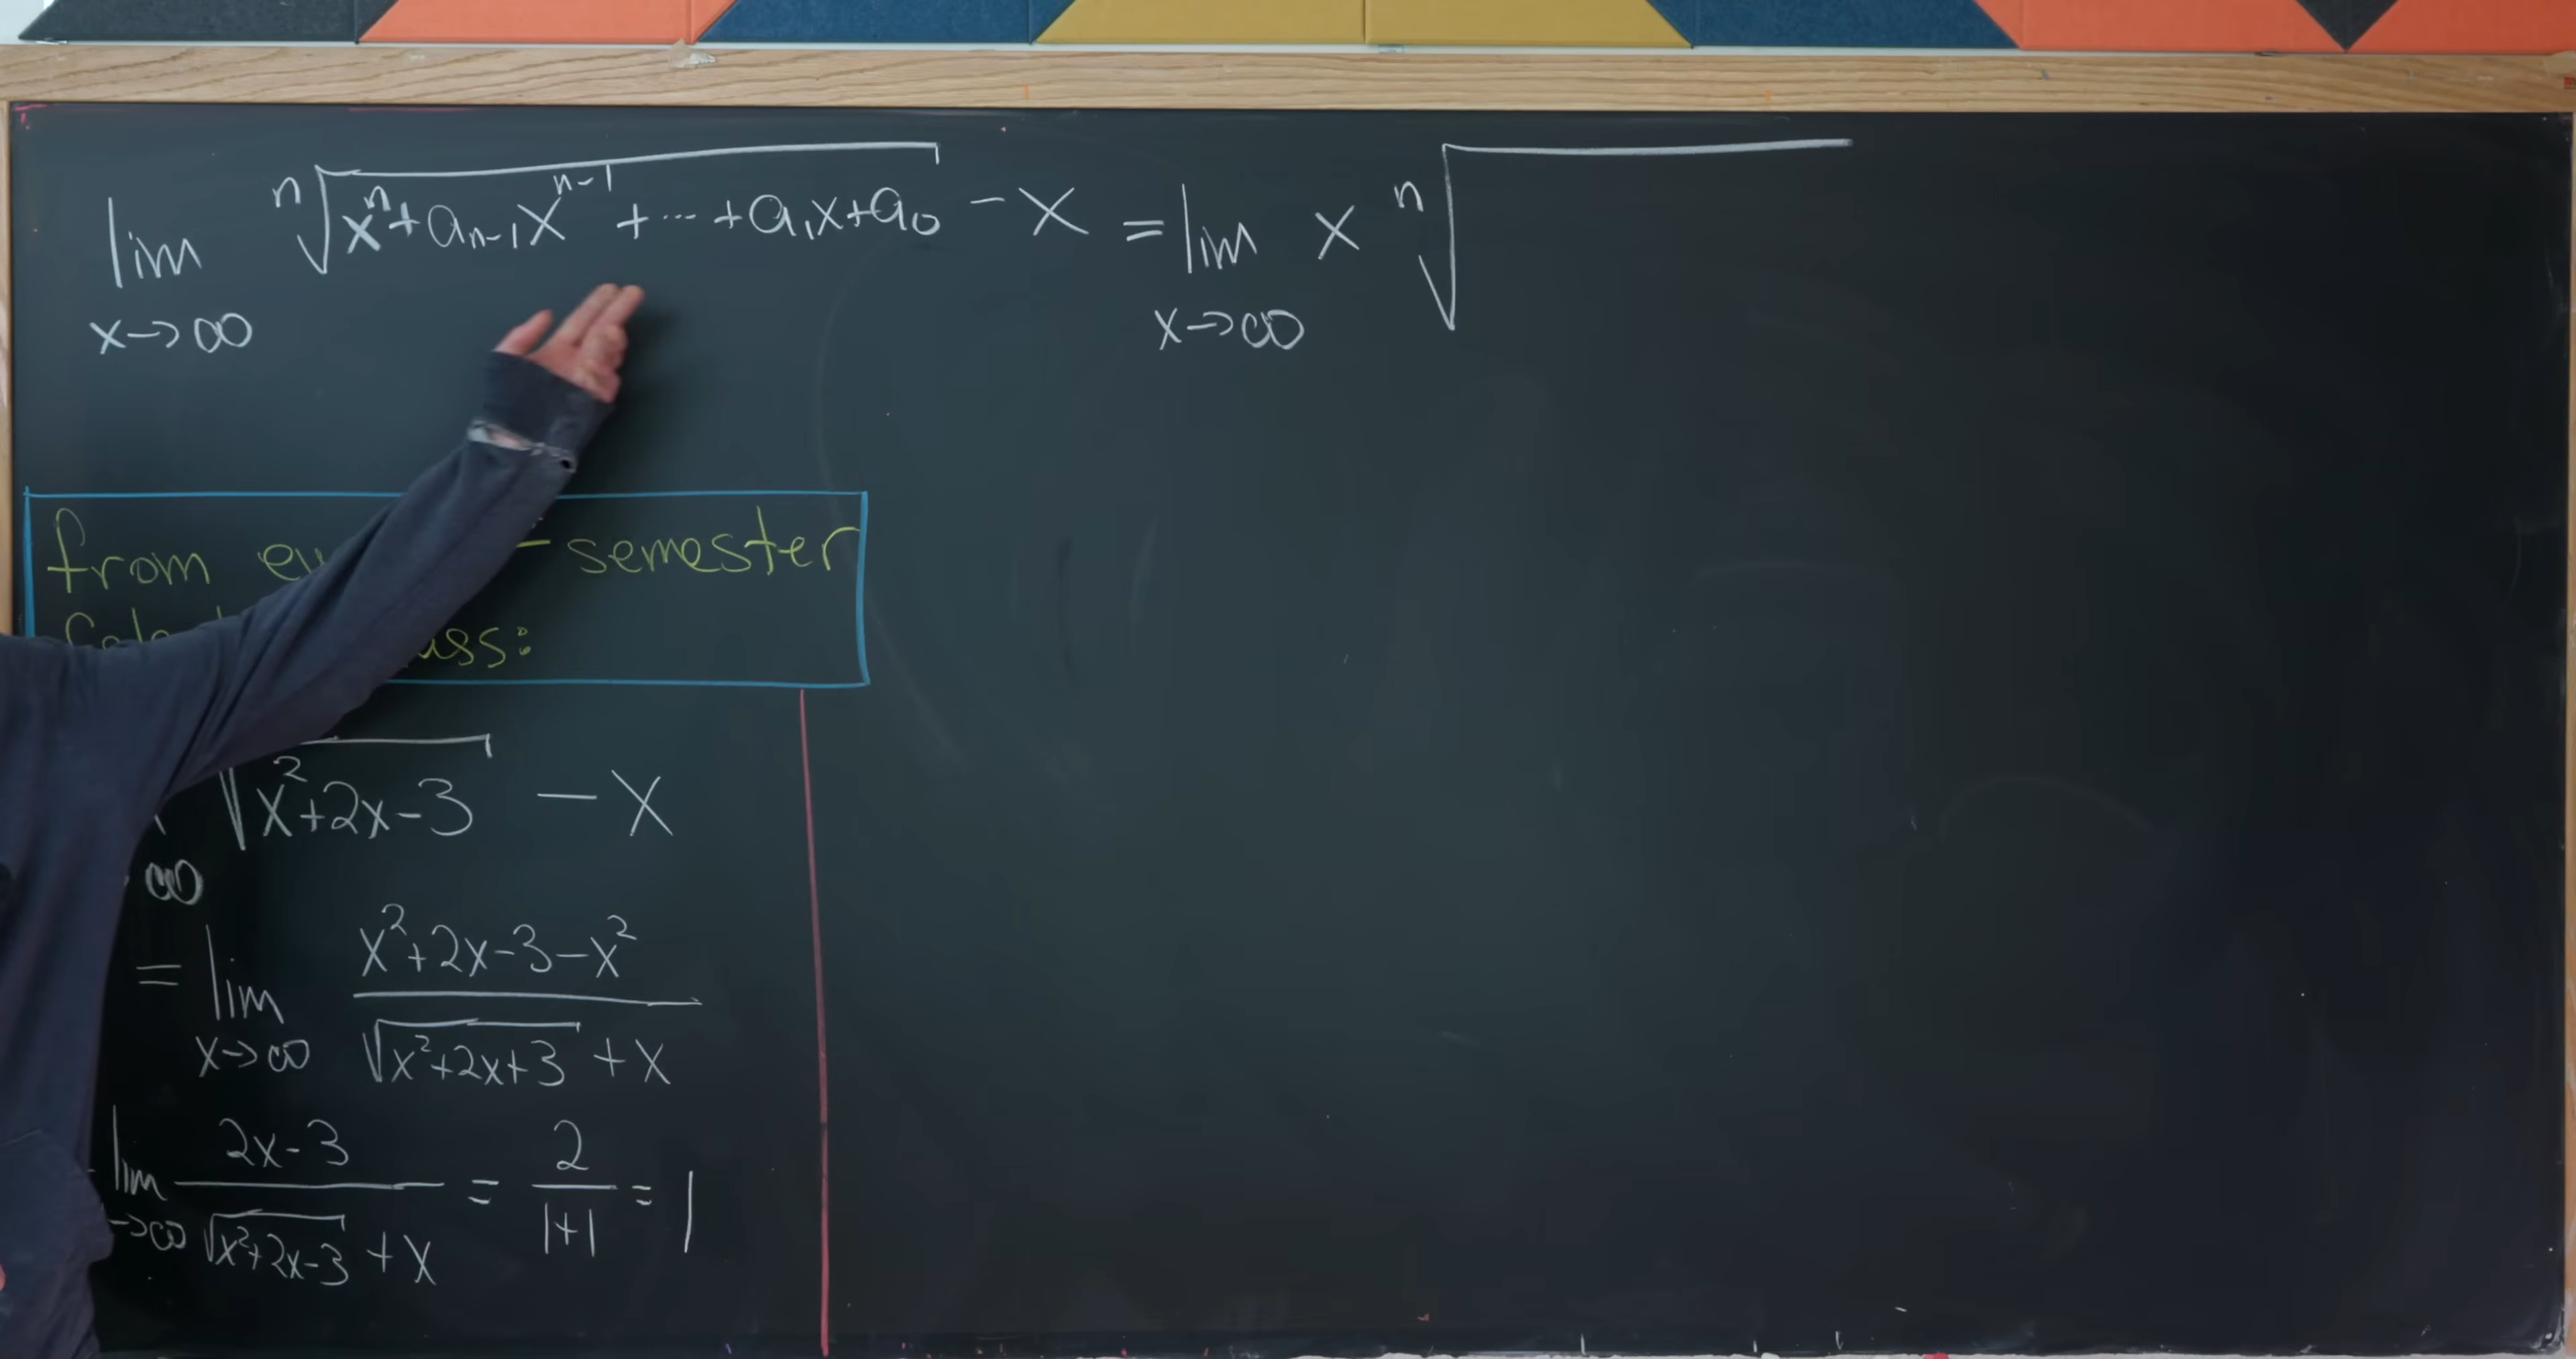 lim x→∞ ⁿ√(xⁿ + aₙ₋₁xⁿ⁻¹ + ··· + a₁x + a₀) − x = lim x→∞ x ⁿ√
from semester
√(x² + 2x − 3) − x
∞
= lim x→∞ (x² + 2x − 3 − x²) / (√(x² + 2x + 3) + x)
lim →∞ (2x − 3) / (√(x² + 2x − 3) + x) = 2 / (1 + 1) = 1